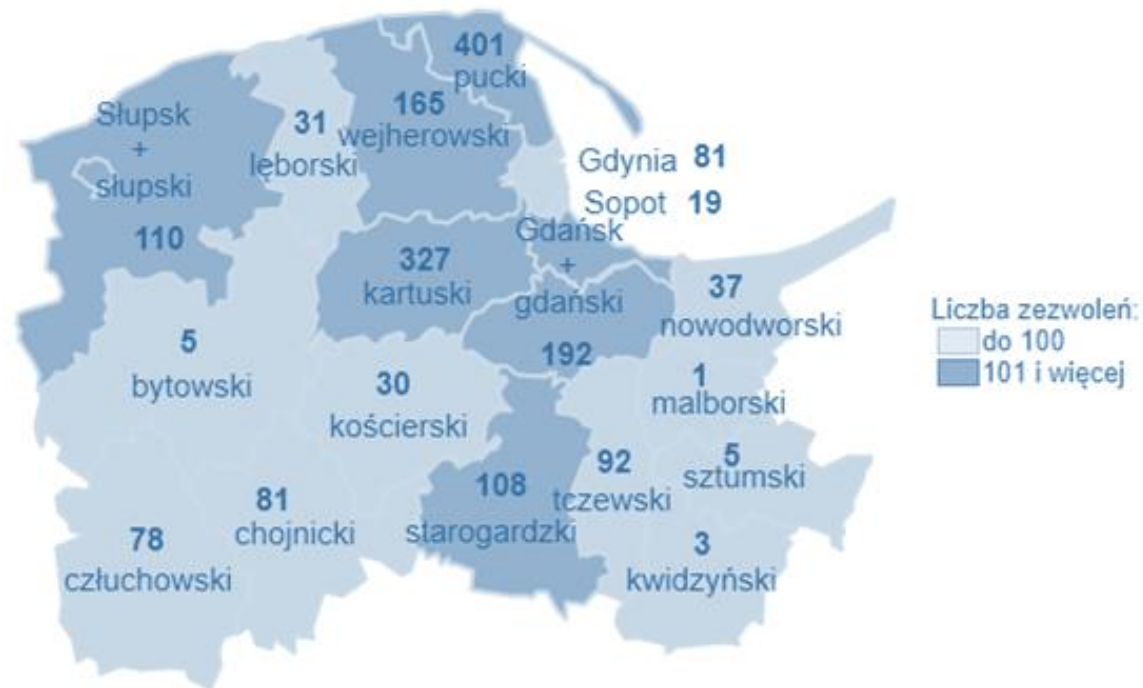 401
pucki
165
wejherowski
Słupsk
+
słupski
110
31
lęborski
Gdynia 81
Sopot 19
Gdańsk
+
gdański
192
327
kartuski
37
nowodworski
Liczba zezwoleń:
do 100
101 i więcej
5
bytowski
30
kościerski
1
malborski
92
tczewski
5
sztumski
108
starogardzki
81
chojnicki
78
człuchowski
3
kwidzyński